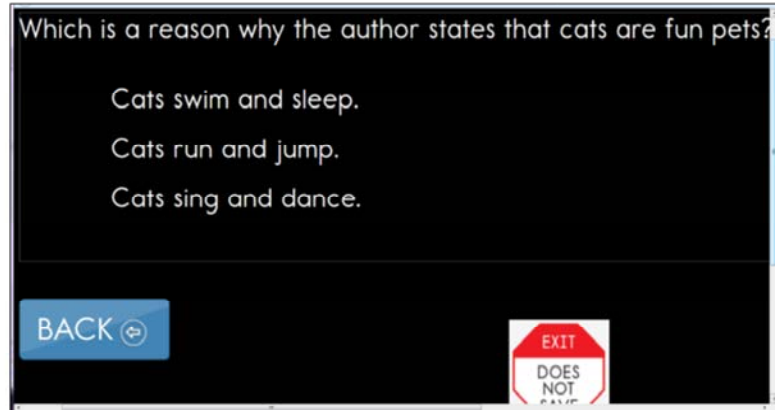 Which is a reason why the author states that cats are fun pets?
Cats swim and sleep.
Cats run and jump.
Cats sing and dance.
BACK
EXIT
DOES
NOT
SAVE